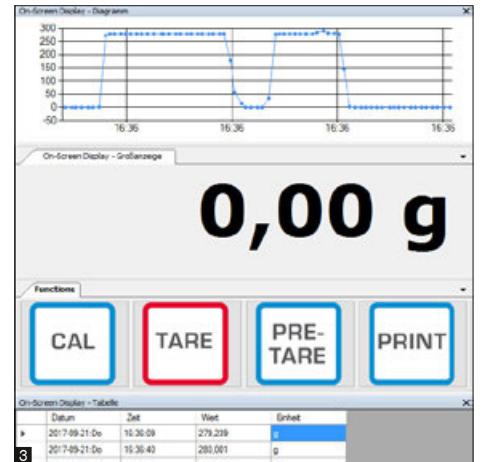 On-Screen Display - Diagramm
300
250
200
150
100
50
0
-50
16:36 16:36 16:36 16:36
On-Screen Display - Großanzeige
0,00 g
Functions
CAL TARE PRE-TARE PRINT
On-Screen Display - Tabelle
Datum Zeit Wert Einheit
2017-09-21:Do 16:36:09 279,239 g
2017-09-21:Do 16:36:40 280,001 g
3